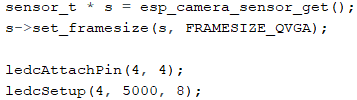 sensor_t * s = esp_camera_sensor_get();
s->set_framesize(s, FRAMESIZE_QVGA);
ledcAttachPin(4, 4);
ledcSetup(4, 5000, 8);